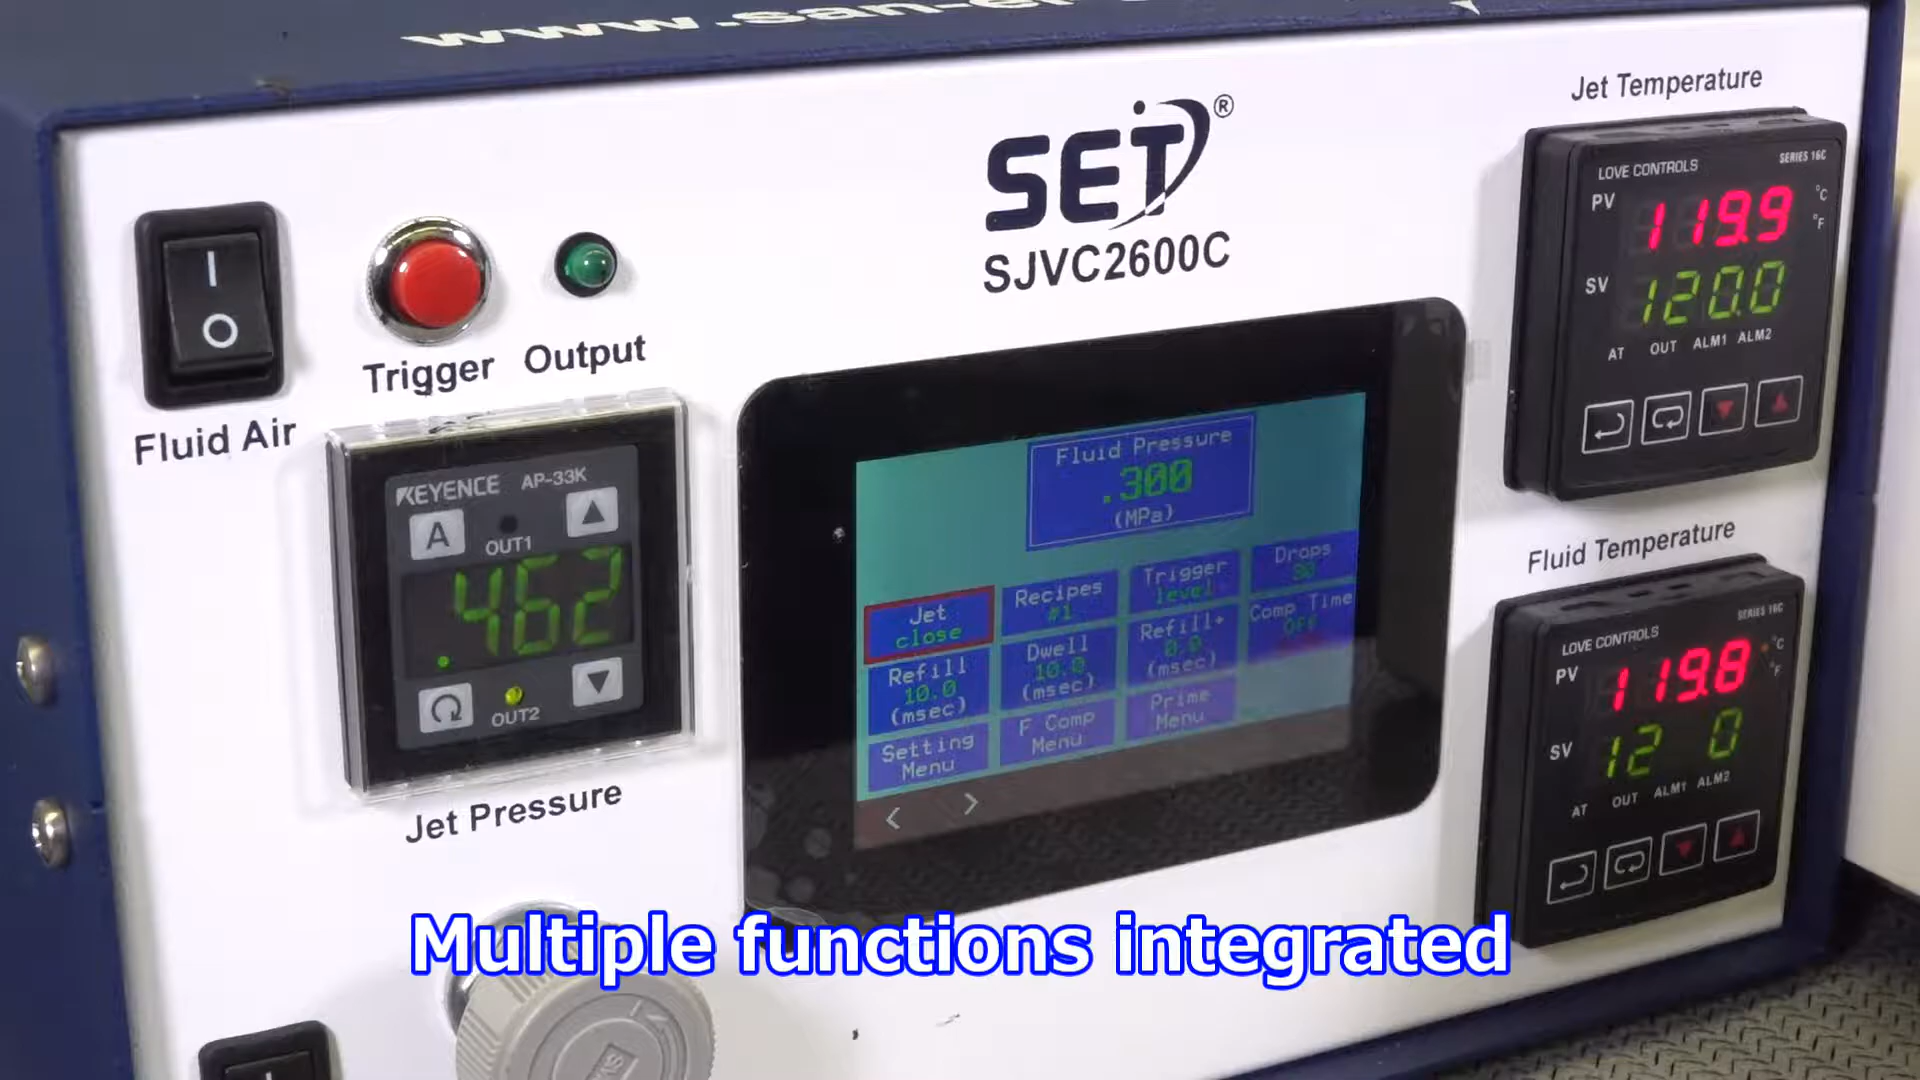 SET®
SJVC2600C
Fluid Air
Trigger
Output
KEYENCE AP-33K
A
OUT1
.462
OUT2
Jet Pressure
Fluid Pressure
.300
(MPa)
Jet
close
Recipes
#1
Trigger
level
Drops
Refill
10.0
(msec)
Dwell
10.0
(msec)
Refill+
0.0
(msec)
Comp Time
Off
Setting
Menu
F Comp
Menu
Prime
Menu
< >
Jet Temperature
LOVE CONTROLS SERIES 16C
PV 119.9 °C
°F
SV 120.0
AT OUT ALM1 ALM2
Fluid Temperature
LOVE CONTROLS SERIES 16C
PV 119.8 °C
°F
SV 12 0
AT OUT ALM1 ALM2
Multiple functions integrated